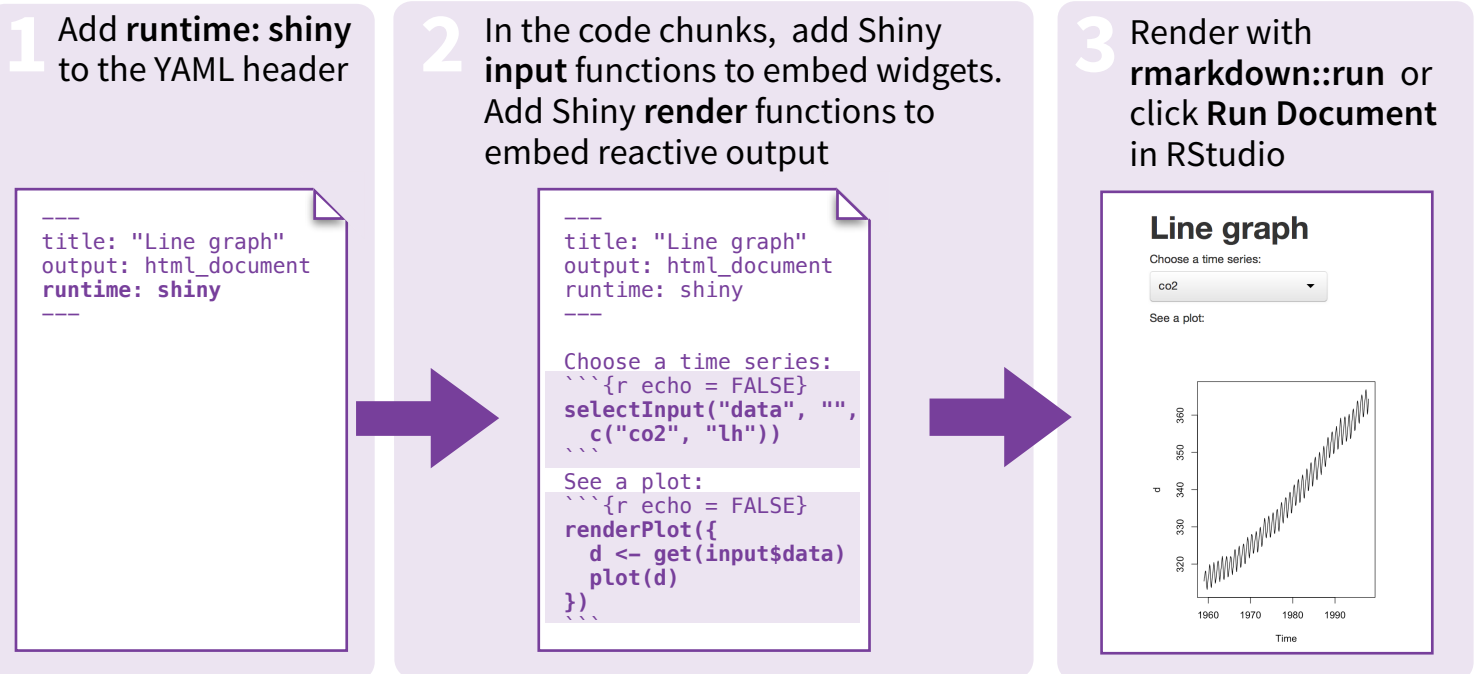 1
Add runtime: shiny
to the YAML header
---
title: "Line graph"
output: html_document
runtime: shiny
---
2
In the code chunks, add Shiny
input functions to embed widgets.
Add Shiny render functions to
embed reactive output
---
title: "Line graph"
output: html_document
runtime: shiny
---
Choose a time series:
```{r echo = FALSE}
selectInput("data", "",
  c("co2", "lh"))
```
See a plot:
```{r echo = FALSE}
renderPlot({
  d <- get(input$data)
  plot(d)
})
```
3
Render with
rmarkdown::run or
click Run Document
in RStudio
Line graph
Choose a time series:
co2
See a plot:
360
350
340
330
320
d
1960 1970 1980 1990
Time